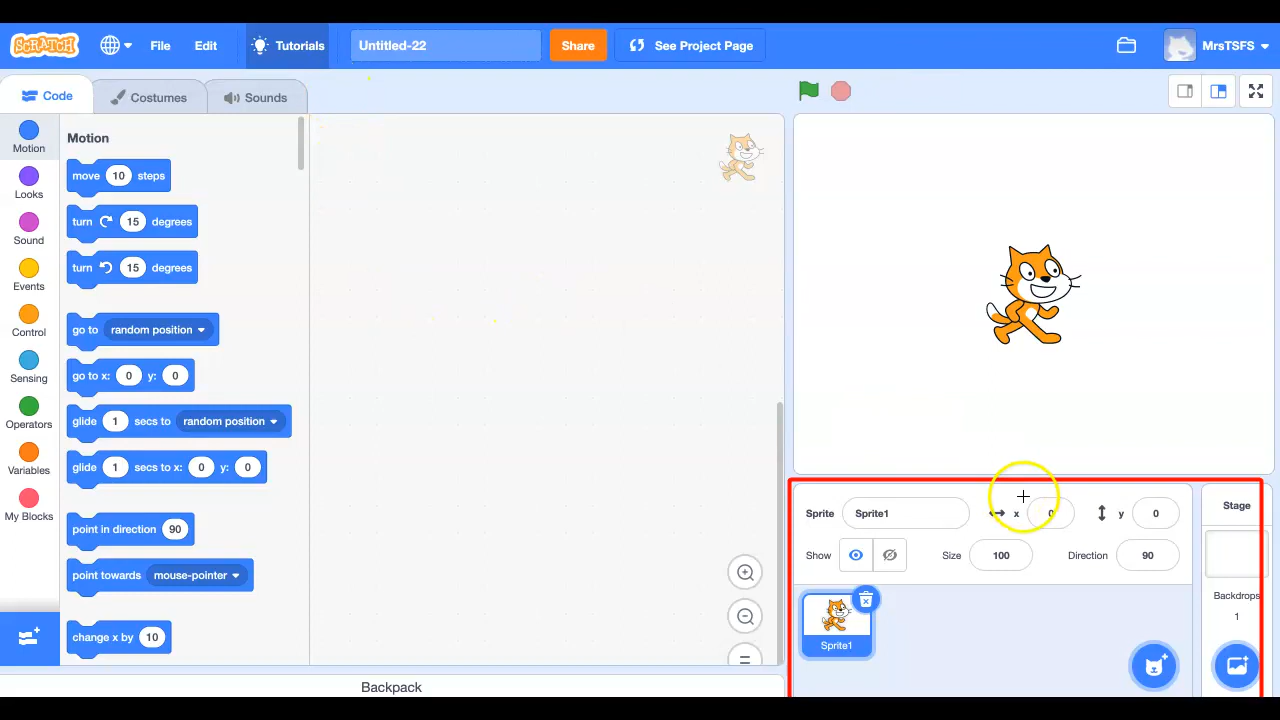 SCRATCH File Edit Tutorials Untitled-22 Share See Project Page MrsTSFS
Code Costumes Sounds
Motion
Looks
Sound
Events
Control
Sensing
Operators
Variables
My Blocks
Motion
move 10 steps
turn 15 degrees
turn 15 degrees
go to random position
go to x: 0 y: 0
glide 1 secs to random position
glide 1 secs to x: 0 y: 0
point in direction 90
point towards mouse-pointer
change x by 10
Backpack
Sprite Sprite1 x 0 y 0
Show Size 100 Direction 90
Sprite1
Stage
Backdrops
1